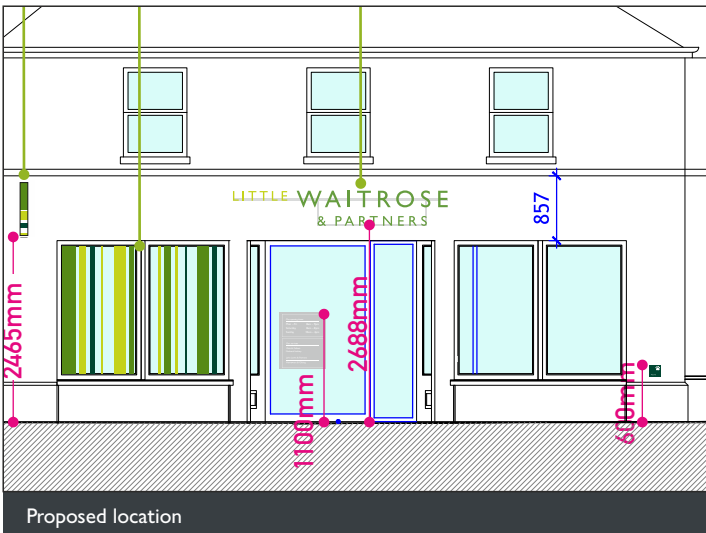 LITTLE WAITROSE
& PARTNERS
857
2465mm
2688mm
1100mm
600mm
Proposed location